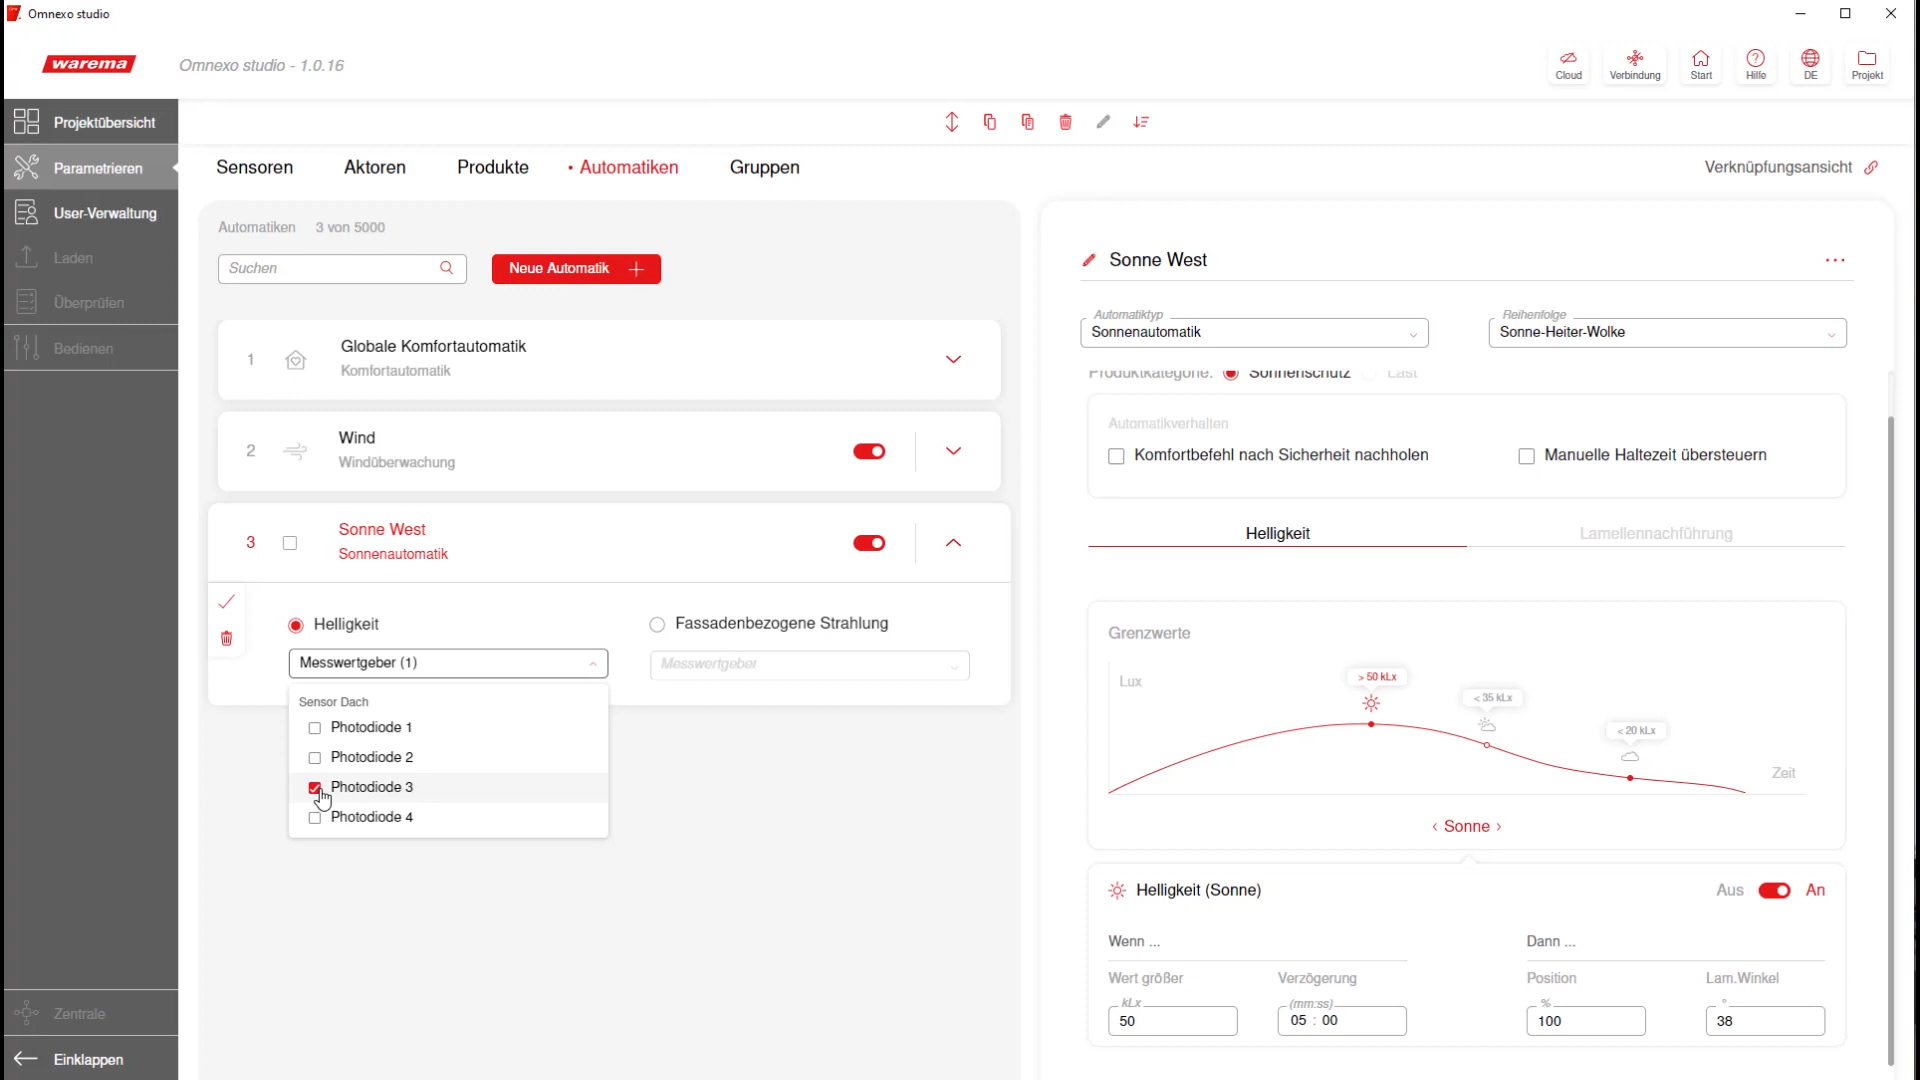 Omnexo studio
warema
Omnexo studio - 1.0.16
Cloud
Verbindung
Start
Hilfe
DE
Projekt
Projektübersicht
Parametrieren
User-Verwaltung
Laden
Überprüfen
Bedienen
Zentrale
Einklappen
Sensoren
Aktoren
Produkte
• Automatiken
Gruppen
Verknüpfungsansicht
Automatiken 3 von 5000
Suchen
Neue Automatik
1
Globale Komfortautomatik
Komfortautomatik
2
Wind
Windüberwachung
3
Sonne West
Sonnenautomatik
Helligkeit
Fassadenbezogene Strahlung
Messwertgeber (1)
Messwertgeber
Sensor Dach
Photodiode 1
Photodiode 2
Photodiode 3
Photodiode 4
Sonne West
Automatiktyp
Sonnenautomatik
Reihenfolge
Sonne-Heiter-Wolke
Produktkategorie: Sonnenschutz Last
Automatikverhalten
Komfortbefehl nach Sicherheit nachholen
Manuelle Haltezeit übersteuern
Helligkeit
Lamellennachführung
Grenzwerte
Lux
> 50 kLx
< 35 kLx
< 20 kLx
Zeit
‹ Sonne ›
Helligkeit (Sonne)
Aus An
Wenn ...
Dann ...
Wert größer
Verzögerung
Position
Lam.Winkel
kLx
50
(mm:ss)
05 : 00
%
100
°
38